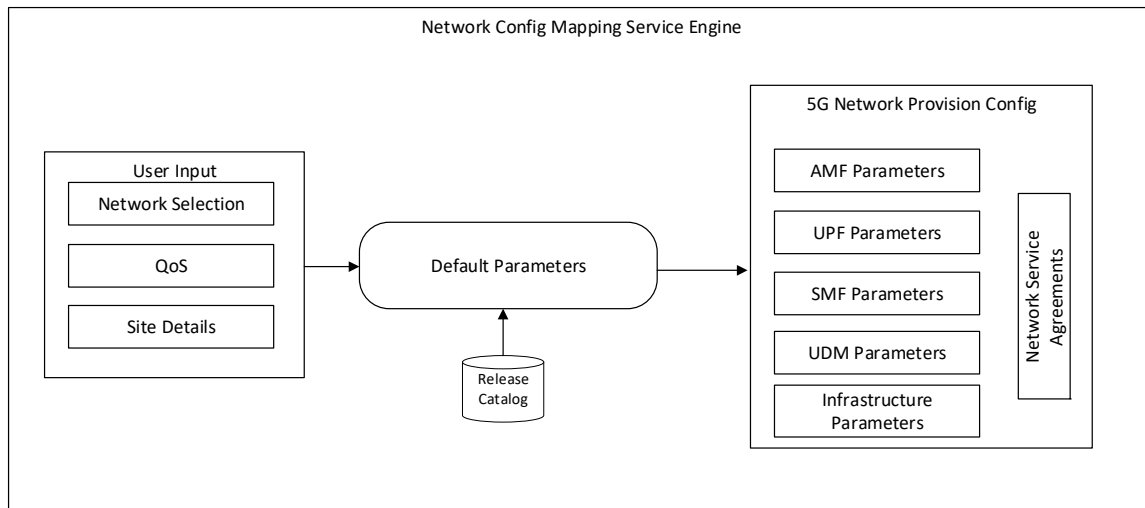 Network Config Mapping Service Engine
User Input
Network Selection
QoS
Site Details
Default Parameters
Release
Catalog
5G Network Provision Config
AMF Parameters
UPF Parameters
SMF Parameters
UDM Parameters
Infrastructure
Parameters
Network Service
Agreements